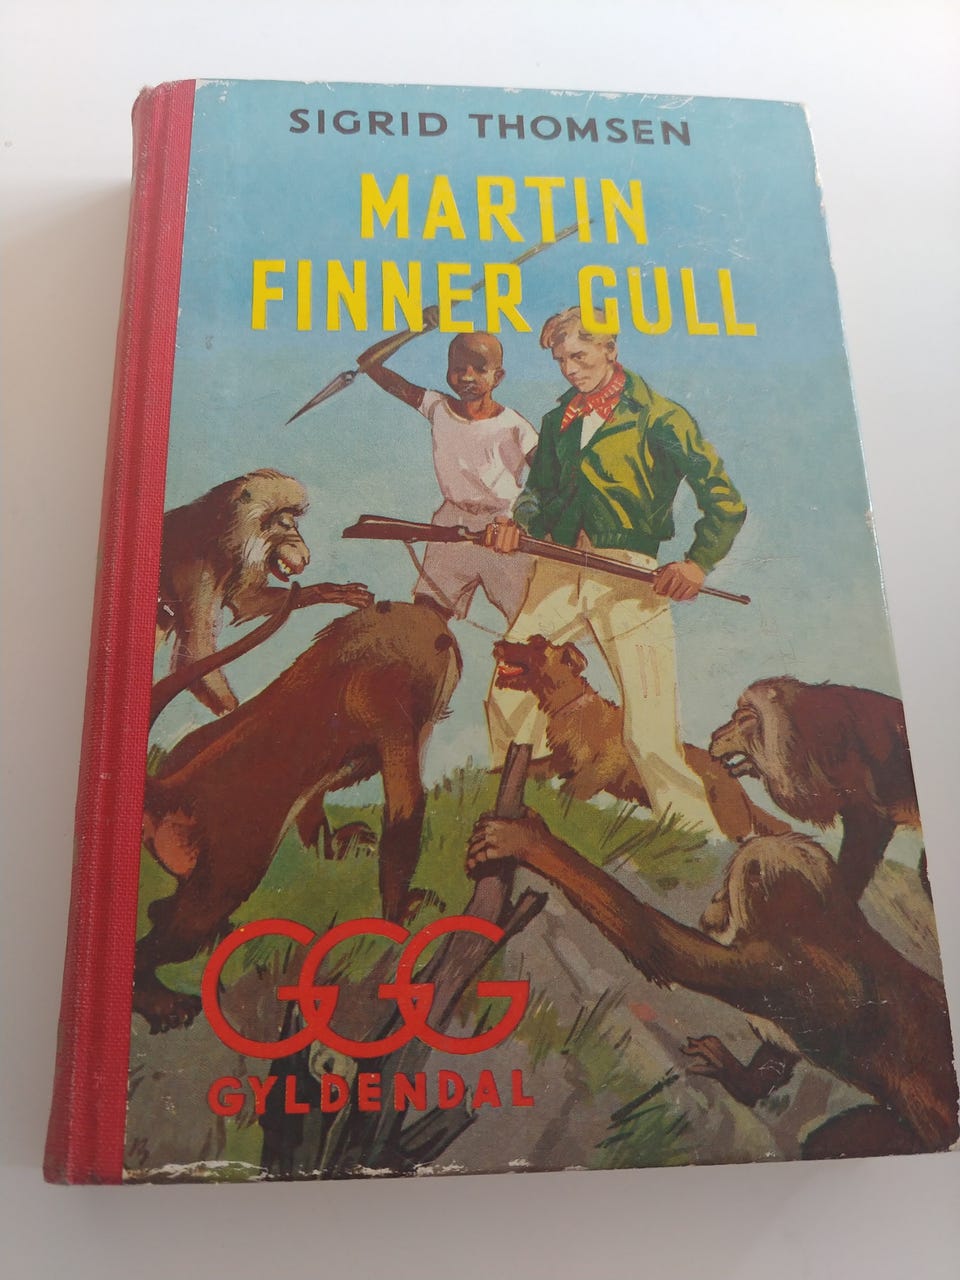 SIGRID THOMSEN
MARTIN
FINNER GULL
GGG
GYLDENDAL